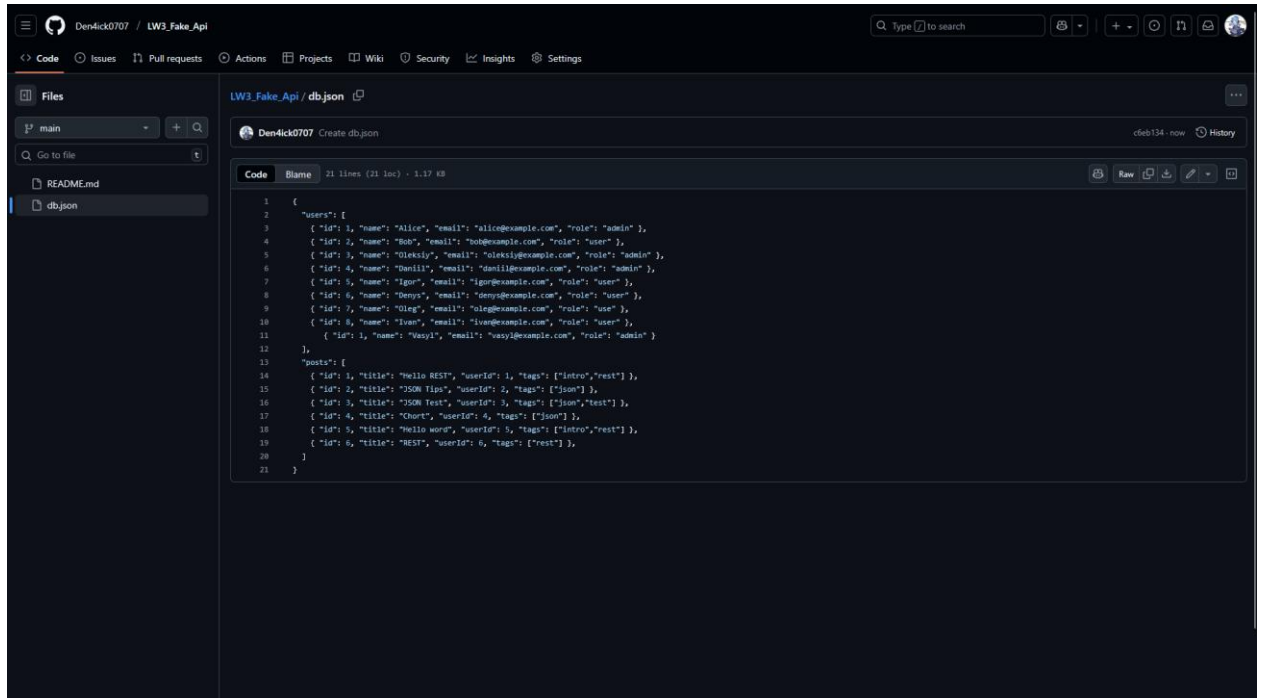 Den4ick0707 / LW3_Fake_Api
Type / to search
Code Issues Pull requests Actions Projects Wiki Security Insights Settings
Files
main
Go to file t
README.md
db.json
LW3_Fake_Api / db.json
Den4ick0707 Create db.json
c6eb134 · now History
Code Blame 21 lines (21 loc) · 1.17 KB
Raw
1 {
2 "users": [
3 { "id": 1, "name": "Alice", "email": "alice@example.com", "role": "admin" },
4 { "id": 2, "name": "Bob", "email": "bob@example.com", "role": "user" },
5 { "id": 3, "name": "Oleksiy", "email": "oleksiy@example.com", "role": "admin" },
6 { "id": 4, "name": "Daniil", "email": "daniil@example.com", "role": "admin" },
7 { "id": 5, "name": "Igor", "email": "igor@example.com", "role": "user" },
8 { "id": 6, "name": "Denys", "email": "denys@example.com", "role": "user" },
9 { "id": 7, "name": "Oleg", "email": "oleg@example.com", "role": "use" },
10 { "id": 8, "name": "Ivan", "email": "ivan@example.com", "role": "user" },
11 { "id": 1, "name": "Vasyl", "email": "vasyl@example.com", "role": "admin" }
12 ],
13 "posts": [
14 { "id": 1, "title": "Hello REST", "userId": 1, "tags": ["intro","rest"] },
15 { "id": 2, "title": "JSON Tips", "userId": 2, "tags": ["json"] },
16 { "id": 3, "title": "JSON Test", "userId": 3, "tags": ["json","test"] },
17 { "id": 4, "title": "Chort", "userId": 4, "tags": ["json"] },
18 { "id": 5, "title": "Hello word", "userId": 5, "tags": ["intro","rest"] },
19 { "id": 6, "title": "REST", "userId": 6, "tags": ["rest"] },
20 ]
21 }